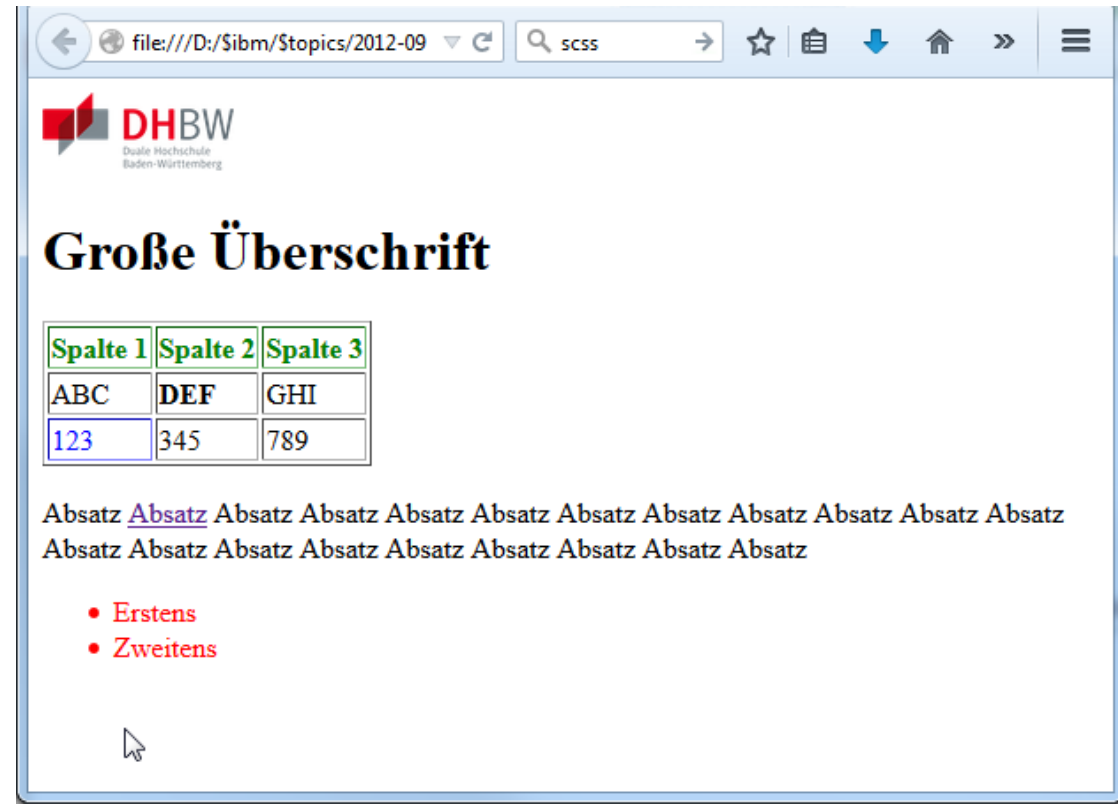 file:///D:/$ibm/$topics/2012-09 scss
DHBW
Duale Hochschule
Baden-Württemberg
Große Überschrift
Spalte 1 Spalte 2 Spalte 3
ABC DEF GHI
123 345 789
Absatz Absatz Absatz Absatz Absatz Absatz Absatz Absatz Absatz Absatz Absatz Absatz
Absatz Absatz Absatz Absatz Absatz Absatz Absatz Absatz Absatz
• Erstens
• Zweitens